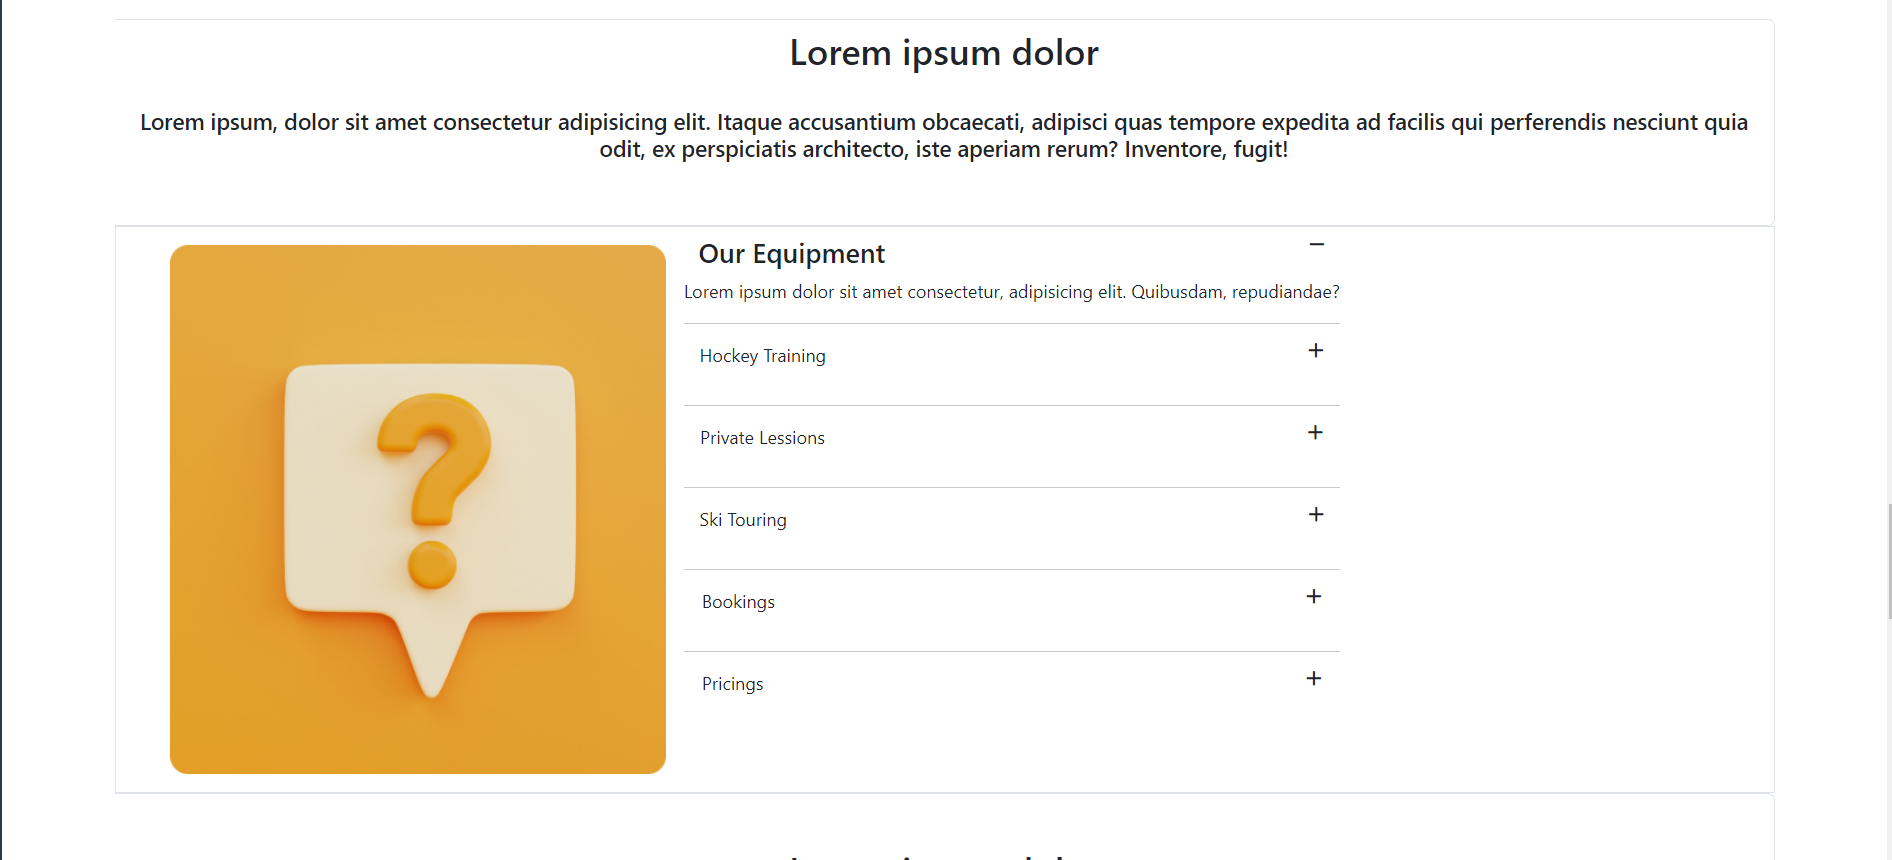 Lorem ipsum dolor
Lorem ipsum, dolor sit amet consectetur adipisicing elit. Itaque accusantium obcaecati, adipisci quas tempore expedita ad facilis qui perferendis nesciunt quia
odit, ex perspiciatis architecto, iste aperiam rerum? Inventore, fugit!
Our Equipment
Lorem ipsum dolor sit amet consectetur, adipisicing elit. Quibusdam, repudiandae?
Hockey Training
Private Lessions
Ski Touring
Bookings
Pricings
?